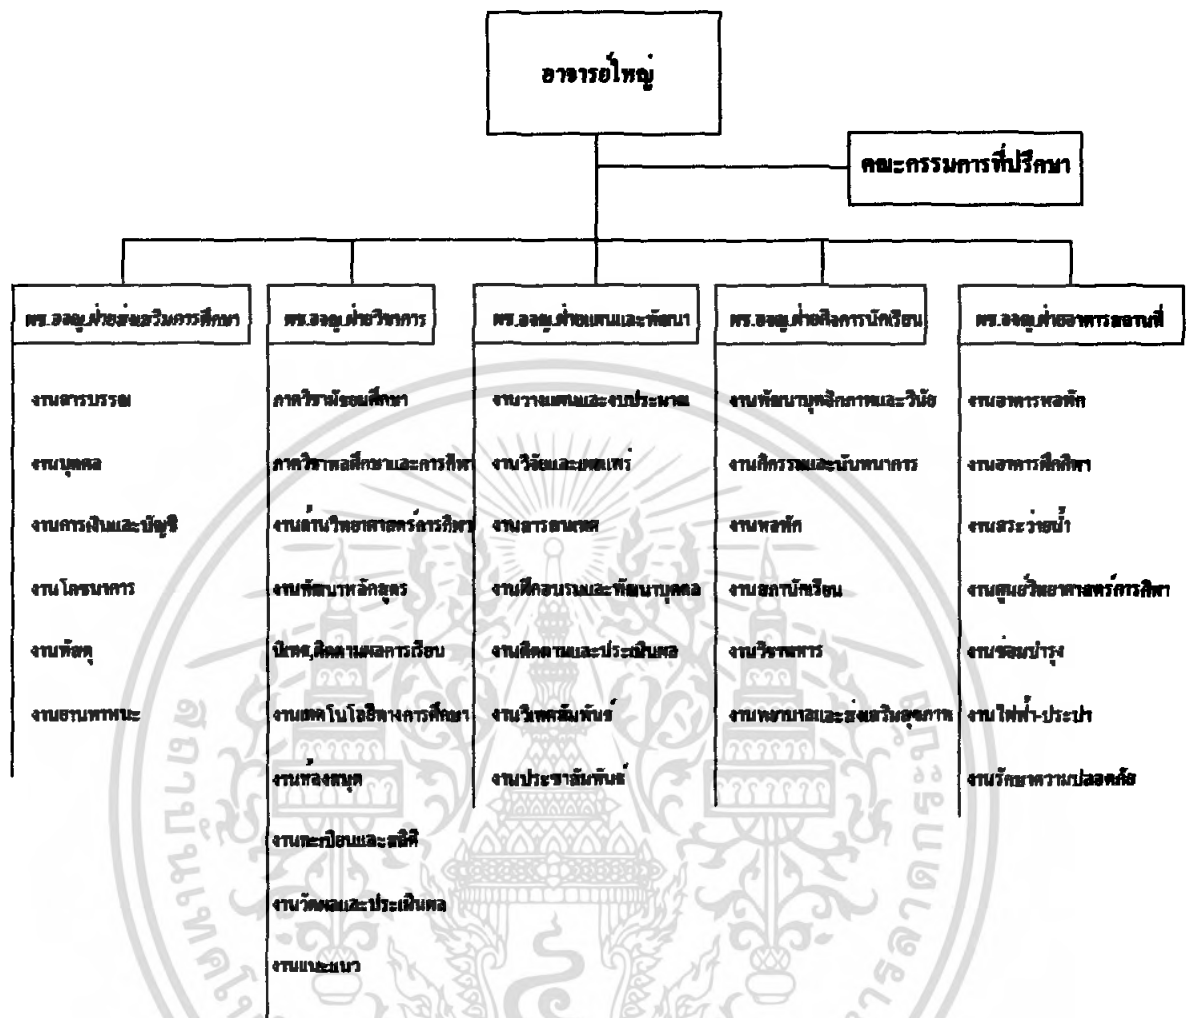 อาจารย์ใหญ่
คณะกรรมการที่ปรึกษา
ผช.อจญ.ฝ่ายส่งเสริมการศึกษา
งานสารบรรณ
งานบุคคล
งานการเงินและบัญชี
งานโภชนาการ
งานพัสดุ
งานยานพาหนะ
ผช.อจญ.ฝ่ายวิชาการ
ภาควิชามัธยมศึกษา
ภาควิชาพลศึกษาและการกีฬา
งานด้านวิทยาศาสตร์การกีฬา
งานพัฒนาหลักสูตร
นิเทศ,ติดตามผลการเรียน
งานเทคโนโลยีทางการศึกษา
งานห้องสมุด
งานทะเบียนและสถิติ
งานวัดผลและประเมินผล
งานแนะแนว
ผช.อจญ.ฝ่ายแผนและพัฒนา
งานวางแผนและงบประมาณ
งานวิจัยและเผยแพร่
งานสารสนเทศ
งานฝึกอบรมและพัฒนาบุคคล
งานติดตามและประเมินผล
งานวิเทศสัมพันธ์
งานประชาสัมพันธ์
ผช.อจญ.ฝ่ายกิจการนักเรียน
งานพัฒนาบุคลิกภาพและวินัย
งานกิจกรรมและนันทนาการ
งานหอพัก
งานสภานักเรียน
งานวิชาทหาร
งานพยาบาลและส่งเสริมสุขภาพ
ผช.อจญ.ฝ่ายอาคารสถานที่
งานอาคารหอพัก
งานอาคารฝึกกีฬา
งานสระว่ายน้ำ
งานศูนย์วิทยาศาสตร์การกีฬา
งานซ่อมบำรุง
งานไฟฟ้า-ประปา
งานรักษาความปลอดภัย